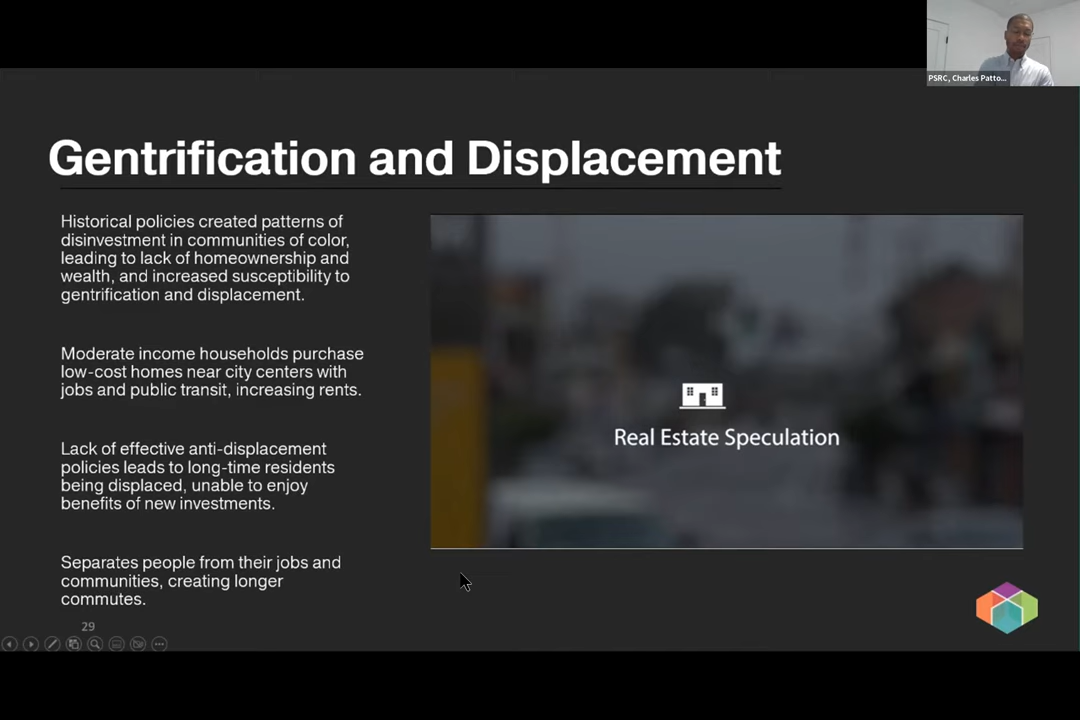 PSRC, Charles Patto...
Gentrification and Displacement
Historical policies created patterns of
disinvestment in communities of color,
leading to lack of homeownership and
wealth, and increased susceptibility to
gentrification and displacement.
Moderate income households purchase
low-cost homes near city centers with
jobs and public transit, increasing rents.
Lack of effective anti-displacement
policies leads to long-time residents
being displaced, unable to enjoy
benefits of new investments.
Separates people from their jobs and
communities, creating longer
commutes.
Real Estate Speculation
29